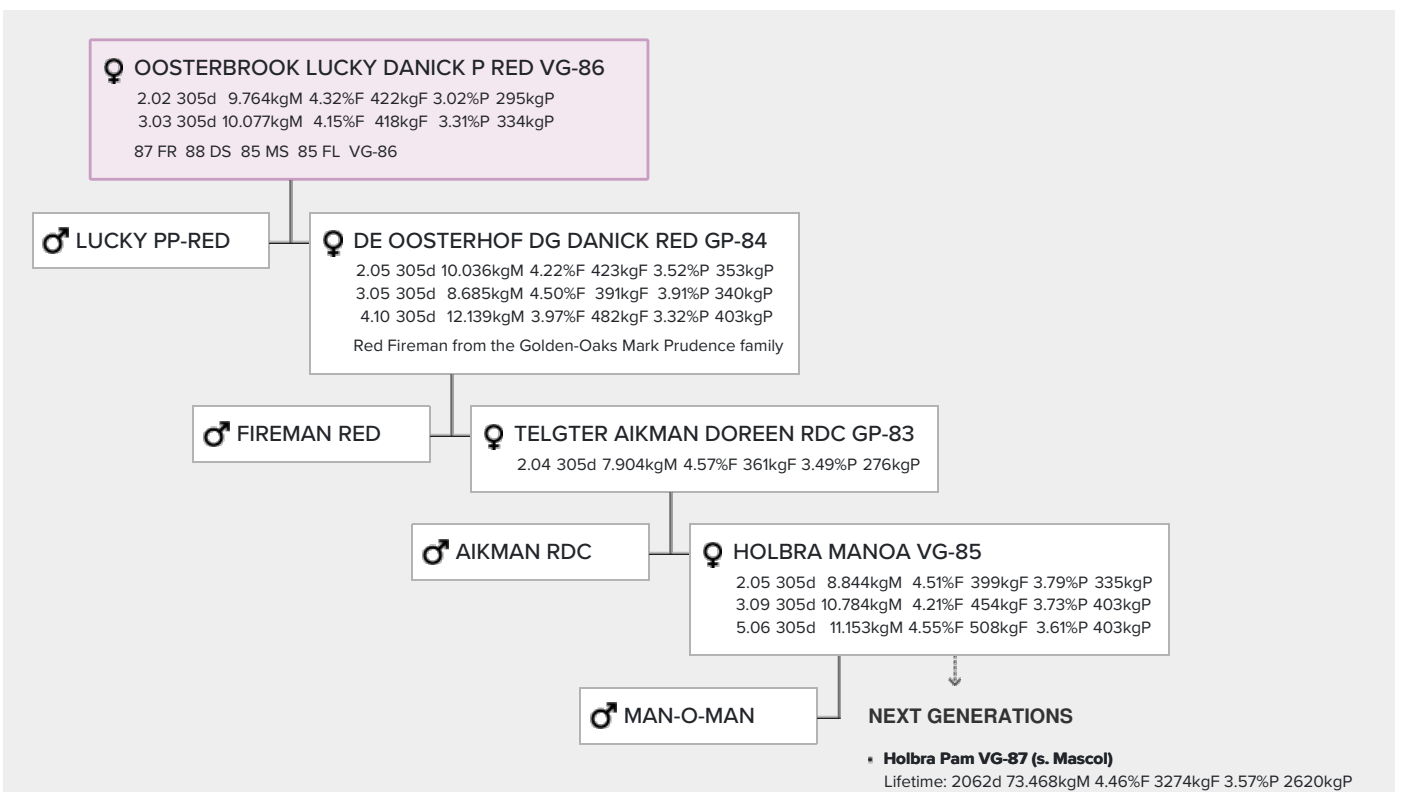 OOSTERBROOK LUCKY DANICK P RED VG-86
2.02 305d 9.764kgM 4.32%F 422kgF 3.02%P 295kgP
3.03 305d 10.077kgM 4.15%F 418kgF 3.31%P 334kgP
87 FR 88 DS 85 MS 85 FL VG-86
LUCKY PP-RED
DE OOSTERHOF DG DANICK RED GP-84
2.05 305d 10.036kgM 4.22%F 423kgF 3.52%P 353kgP
3.05 305d 8.685kgM 4.50%F 391kgF 3.91%P 340kgP
4.10 305d 12.139kgM 3.97%F 482kgF 3.32%P 403kgP
Red Fireman from the Golden-Oaks Mark Prudence family
FIREMAN RED
TELGTER AIKMAN DOREEN RDC GP-83
2.04 305d 7.904kgM 4.57%F 361kgF 3.49%P 276kgP
AIKMAN RDC
HOLBRA MANOA VG-85
2.05 305d 8.844kgM 4.51%F 399kgF 3.79%P 335kgP
3.09 305d 10.784kgM 4.21%F 454kgF 3.73%P 403kgP
5.06 305d 11.153kgM 4.55%F 508kgF 3.61%P 403kgP
MAN-O-MAN
NEXT GENERATIONS
▪ Holbra Pam VG-87 (s. Mascol)
Lifetime: 2062d 73.468kgM 4.46%F 3274kgF 3.57%P 2620kgP